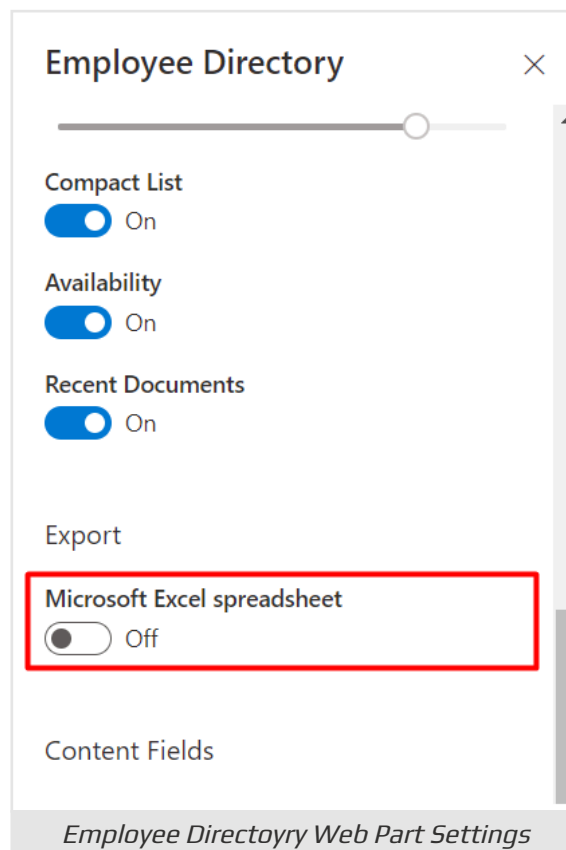 Employee Directory
Compact List
On
Availability
On
Recent Documents
On
Export
Microsoft Excel spreadsheet
Off
Content Fields
Employee Directoyry Web Part Settings